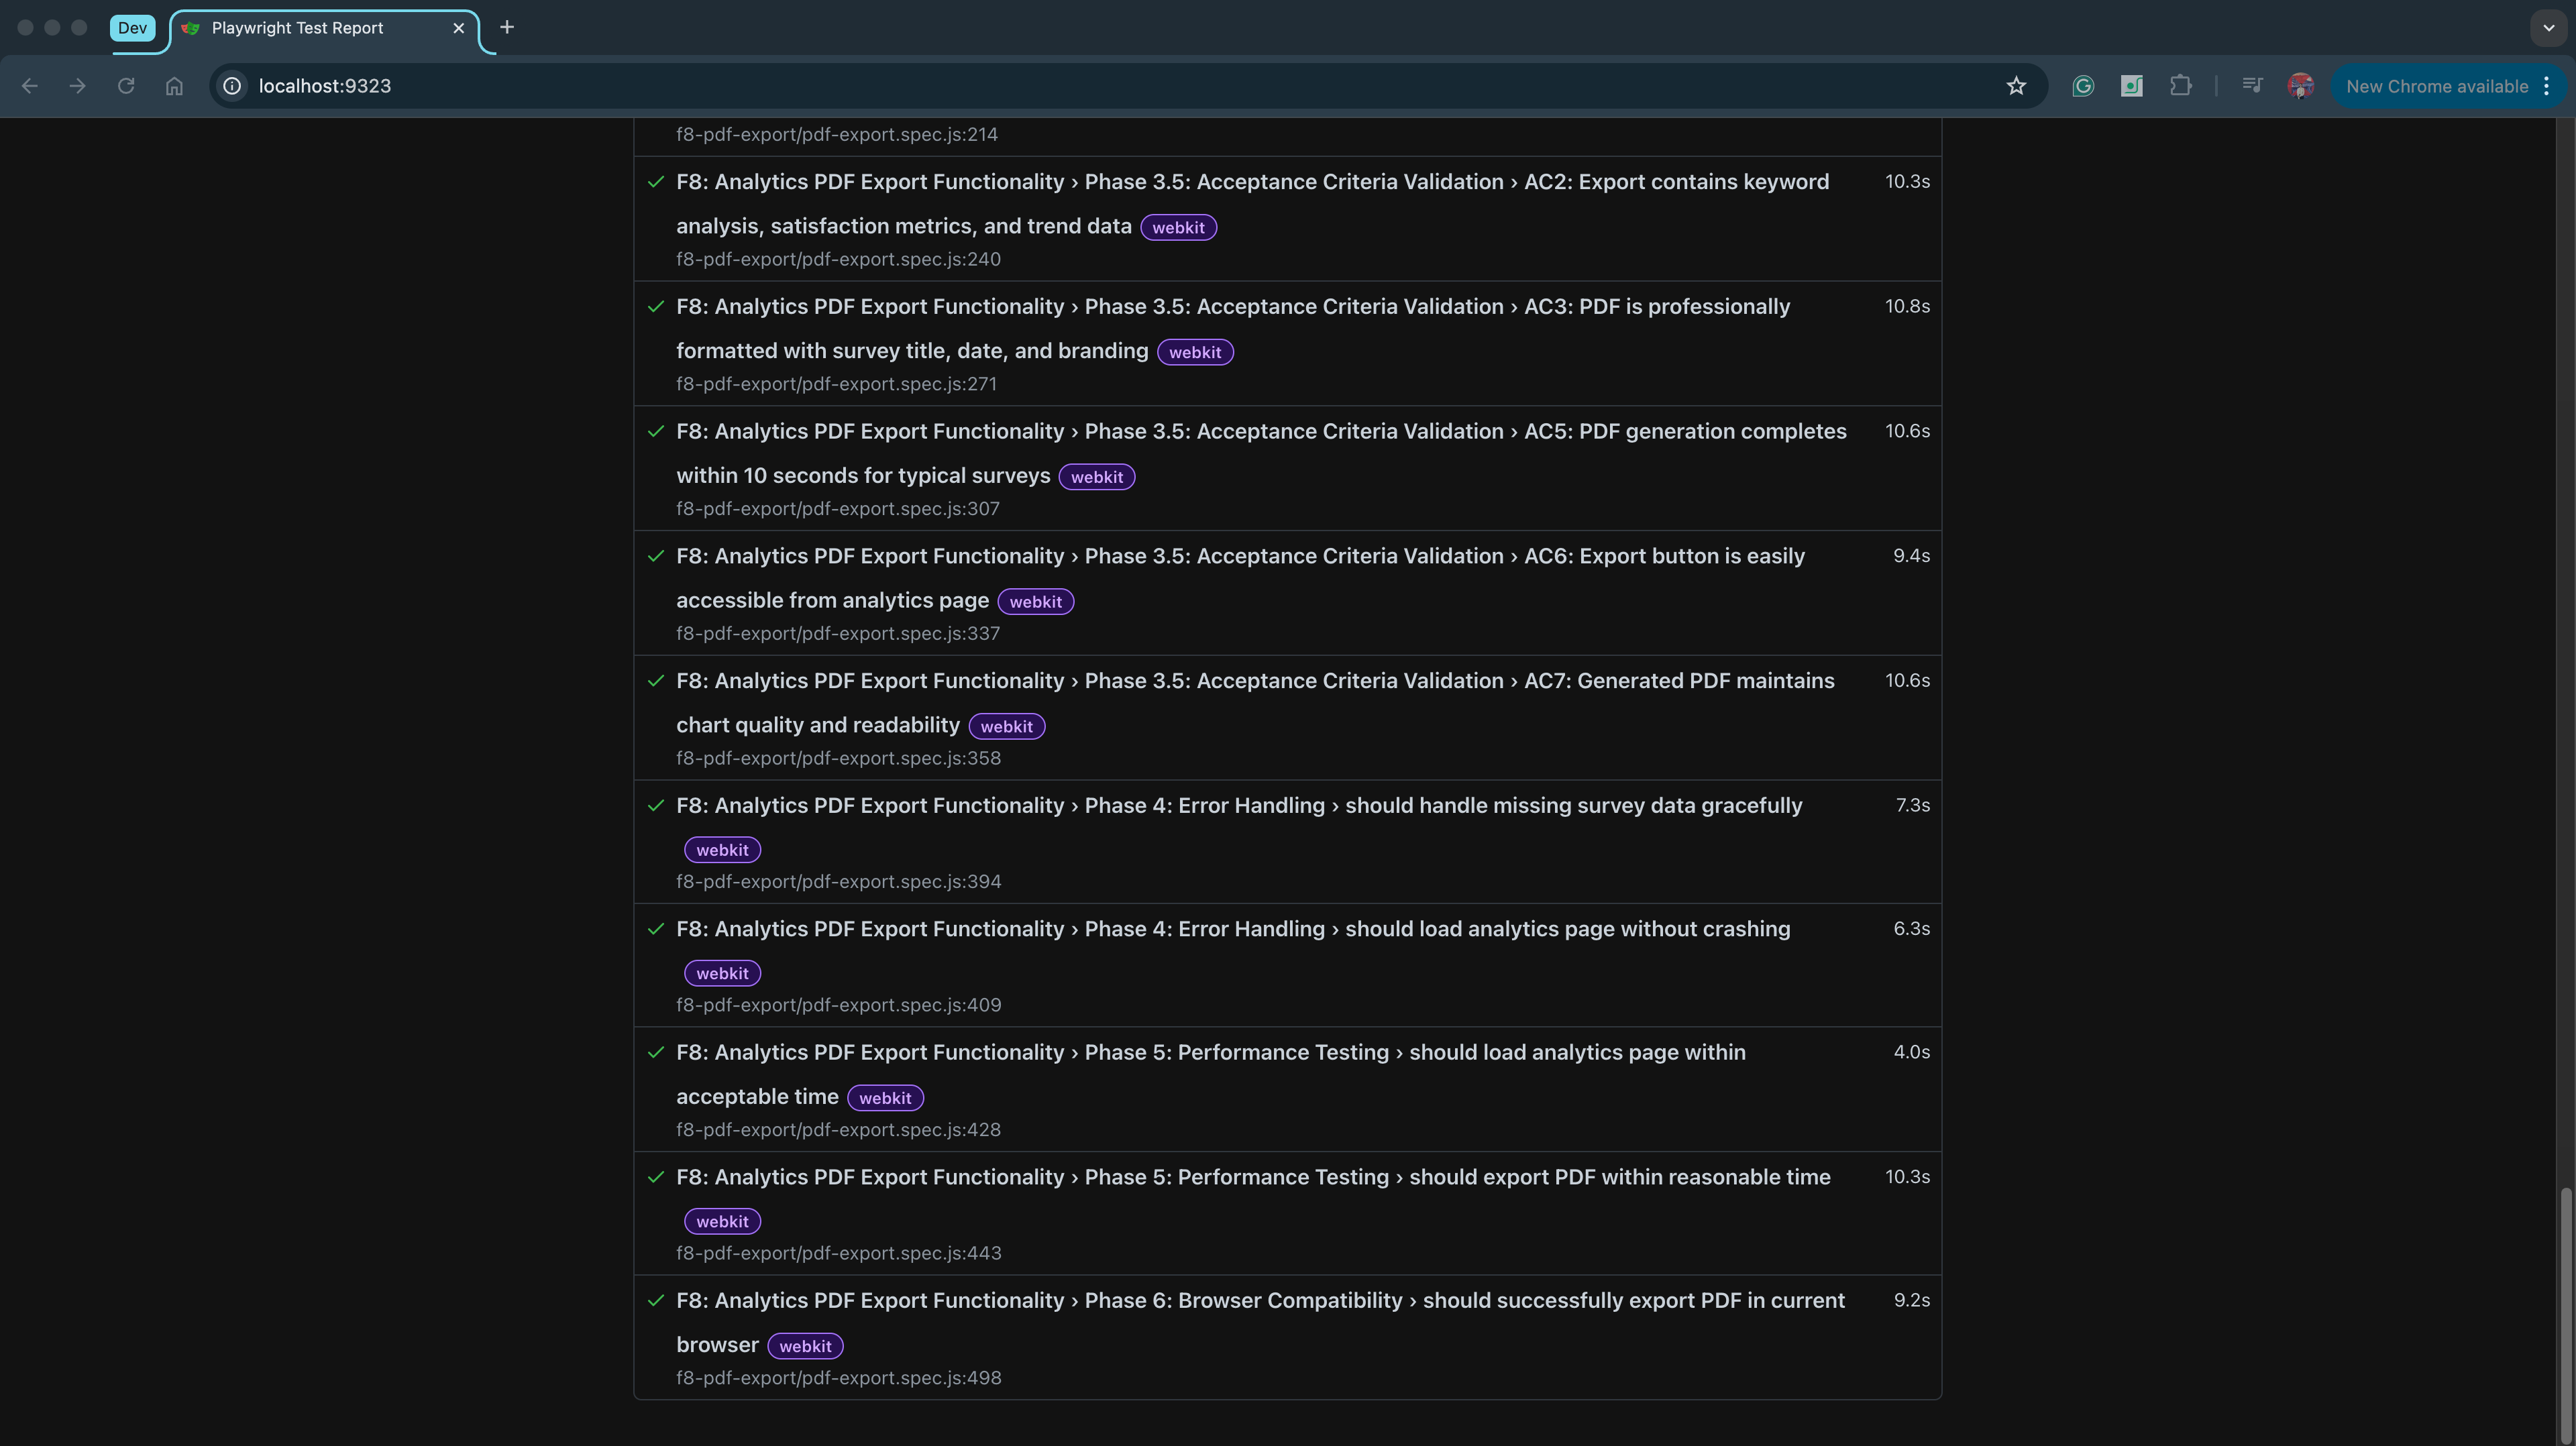 Dev
Playwright Test Report
localhost:9323
New Chrome available
f8-pdf-export/pdf-export.spec.js:214
F8: Analytics PDF Export Functionality › Phase 3.5: Acceptance Criteria Validation › AC2: Export contains keyword 10.3s
analysis, satisfaction metrics, and trend data webkit
f8-pdf-export/pdf-export.spec.js:240
F8: Analytics PDF Export Functionality › Phase 3.5: Acceptance Criteria Validation › AC3: PDF is professionally 10.8s
formatted with survey title, date, and branding webkit
f8-pdf-export/pdf-export.spec.js:271
F8: Analytics PDF Export Functionality › Phase 3.5: Acceptance Criteria Validation › AC5: PDF generation completes 10.6s
within 10 seconds for typical surveys webkit
f8-pdf-export/pdf-export.spec.js:307
F8: Analytics PDF Export Functionality › Phase 3.5: Acceptance Criteria Validation › AC6: Export button is easily 9.4s
accessible from analytics page webkit
f8-pdf-export/pdf-export.spec.js:337
F8: Analytics PDF Export Functionality › Phase 3.5: Acceptance Criteria Validation › AC7: Generated PDF maintains 10.6s
chart quality and readability webkit
f8-pdf-export/pdf-export.spec.js:358
F8: Analytics PDF Export Functionality › Phase 4: Error Handling › should handle missing survey data gracefully 7.3s
webkit
f8-pdf-export/pdf-export.spec.js:394
F8: Analytics PDF Export Functionality › Phase 4: Error Handling › should load analytics page without crashing 6.3s
webkit
f8-pdf-export/pdf-export.spec.js:409
F8: Analytics PDF Export Functionality › Phase 5: Performance Testing › should load analytics page within 4.0s
acceptable time webkit
f8-pdf-export/pdf-export.spec.js:428
F8: Analytics PDF Export Functionality › Phase 5: Performance Testing › should export PDF within reasonable time 10.3s
webkit
f8-pdf-export/pdf-export.spec.js:443
F8: Analytics PDF Export Functionality › Phase 6: Browser Compatibility › should successfully export PDF in current 9.2s
browser webkit
f8-pdf-export/pdf-export.spec.js:498